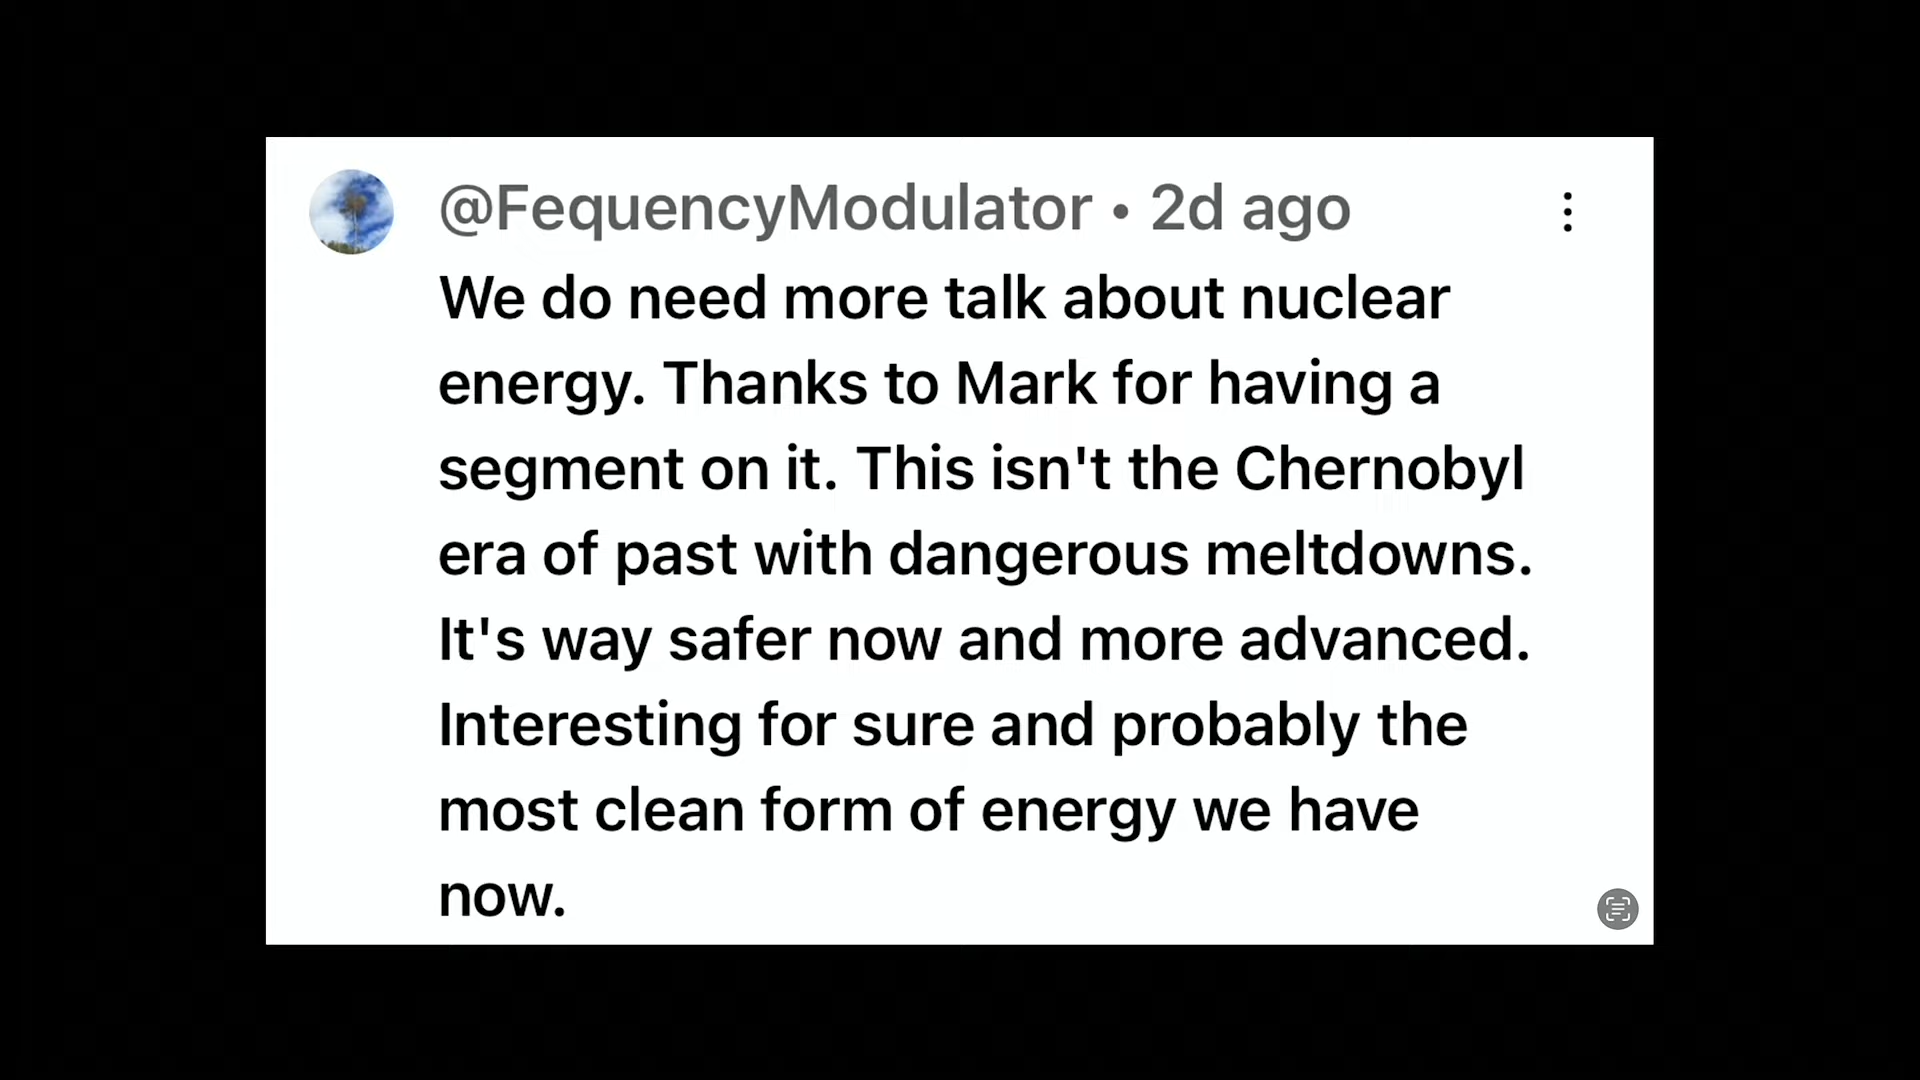 @FequencyModulator • 2d ago
We do need more talk about nuclear
energy. Thanks to Mark for having a
segment on it. This isn't the Chernobyl
era of past with dangerous meltdowns.
It's way safer now and more advanced.
Interesting for sure and probably the
most clean form of energy we have
now.